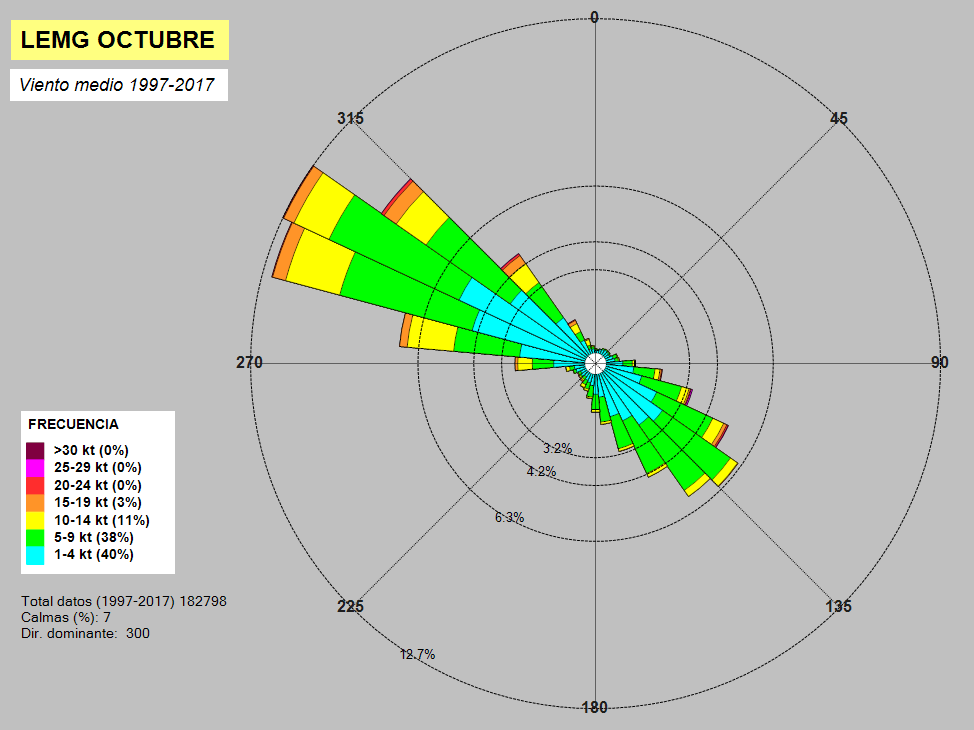 LEMG OCTUBRE
Viento medio 1997-2017
0
315
45
270
90
3.2%
4.2%
6.3%
225
135
12.7%
180
FRECUENCIA
>30 kt (0%)
25-29 kt (0%)
20-24 kt (0%)
15-19 kt (3%)
10-14 kt (11%)
5-9 kt (38%)
1-4 kt (40%)
Total datos (1997-2017) 182798
Calmas (%): 7
Dir. dominante: 300